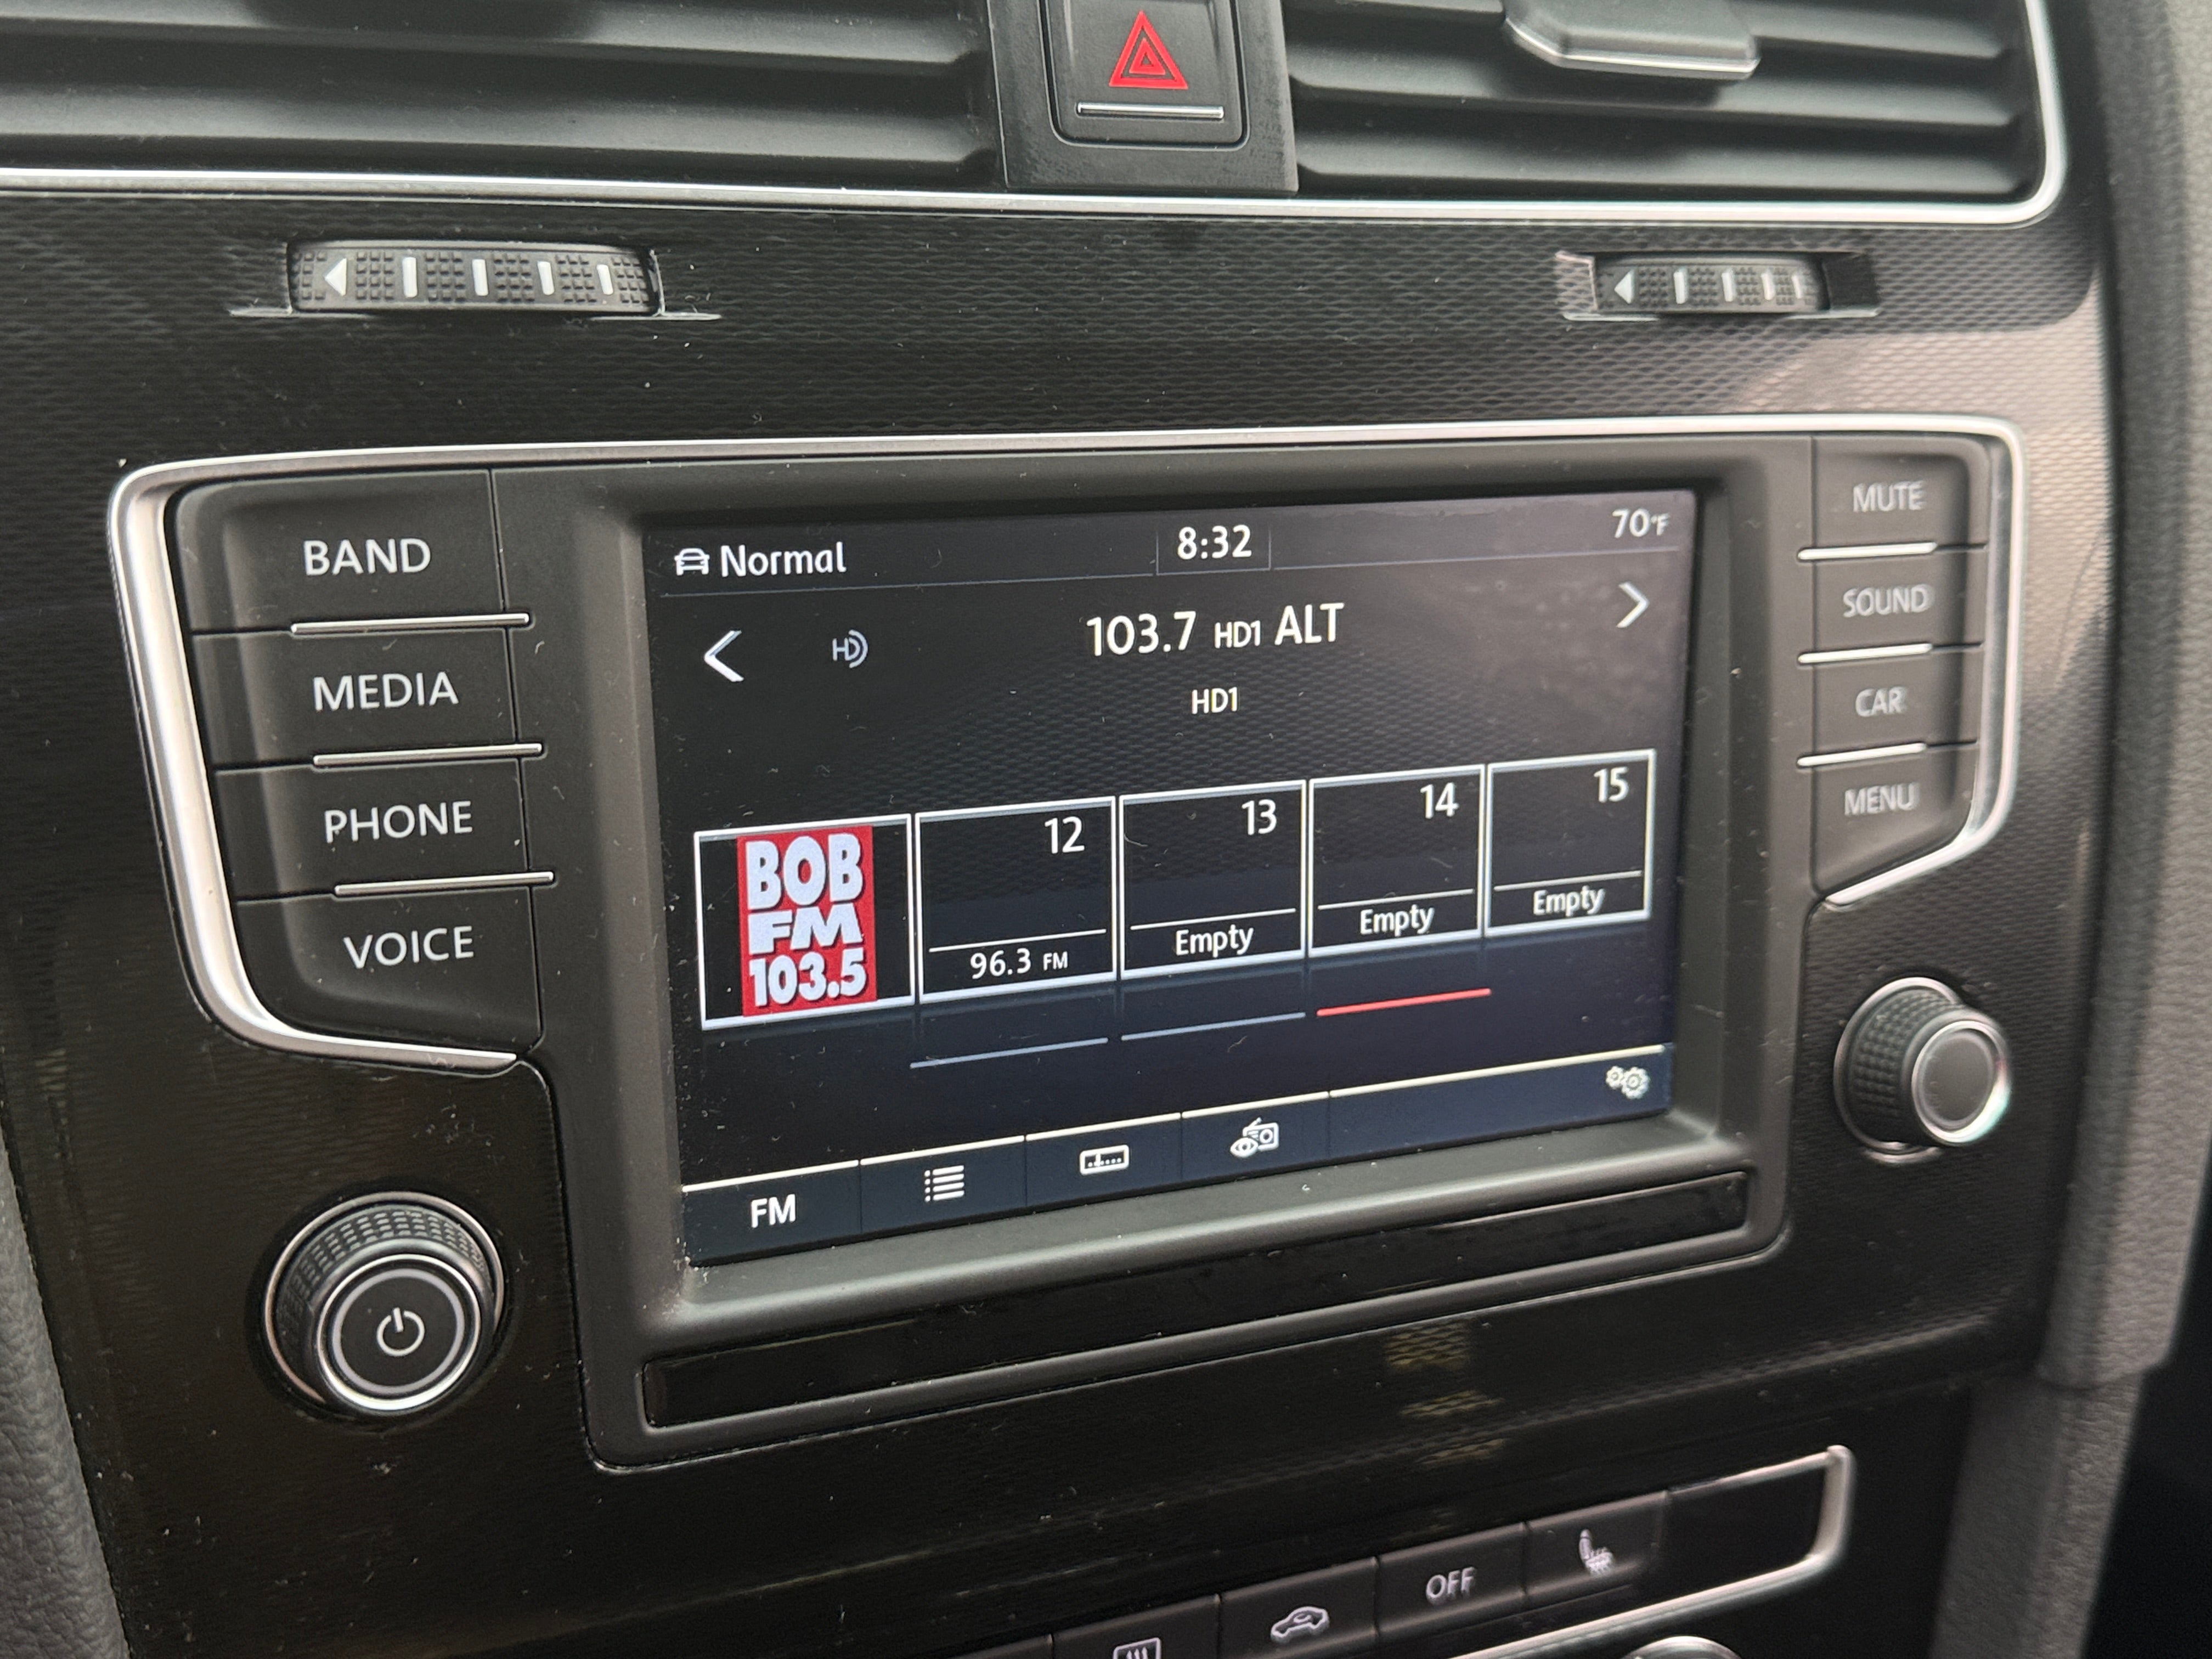 BAND
MEDIA
PHONE
VOICE
Normal
8:32
70°F
103.7 HD1 ALT
HD
HD1
BOB
FM
103.5
12
96.3 FM
13
Empty
14
Empty
15
Empty
FM
MUTE
SOUND
CAR
MENU
OFF